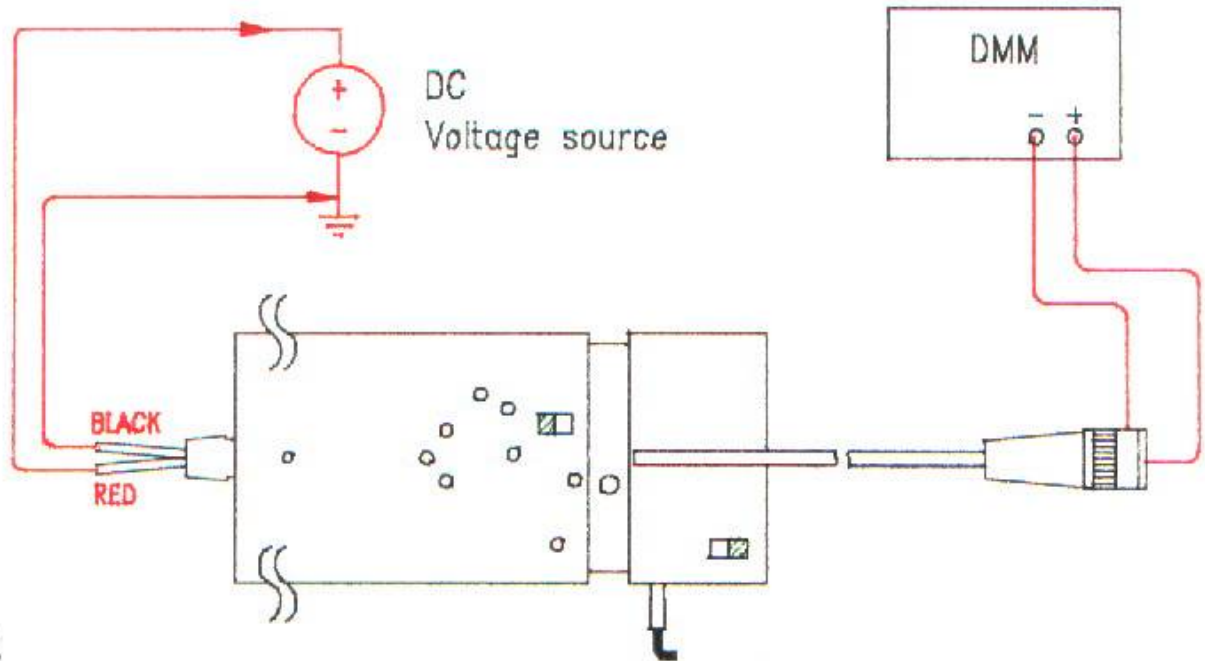 DC
Voltage source
+
-
DMM
- +
BLACK
RED